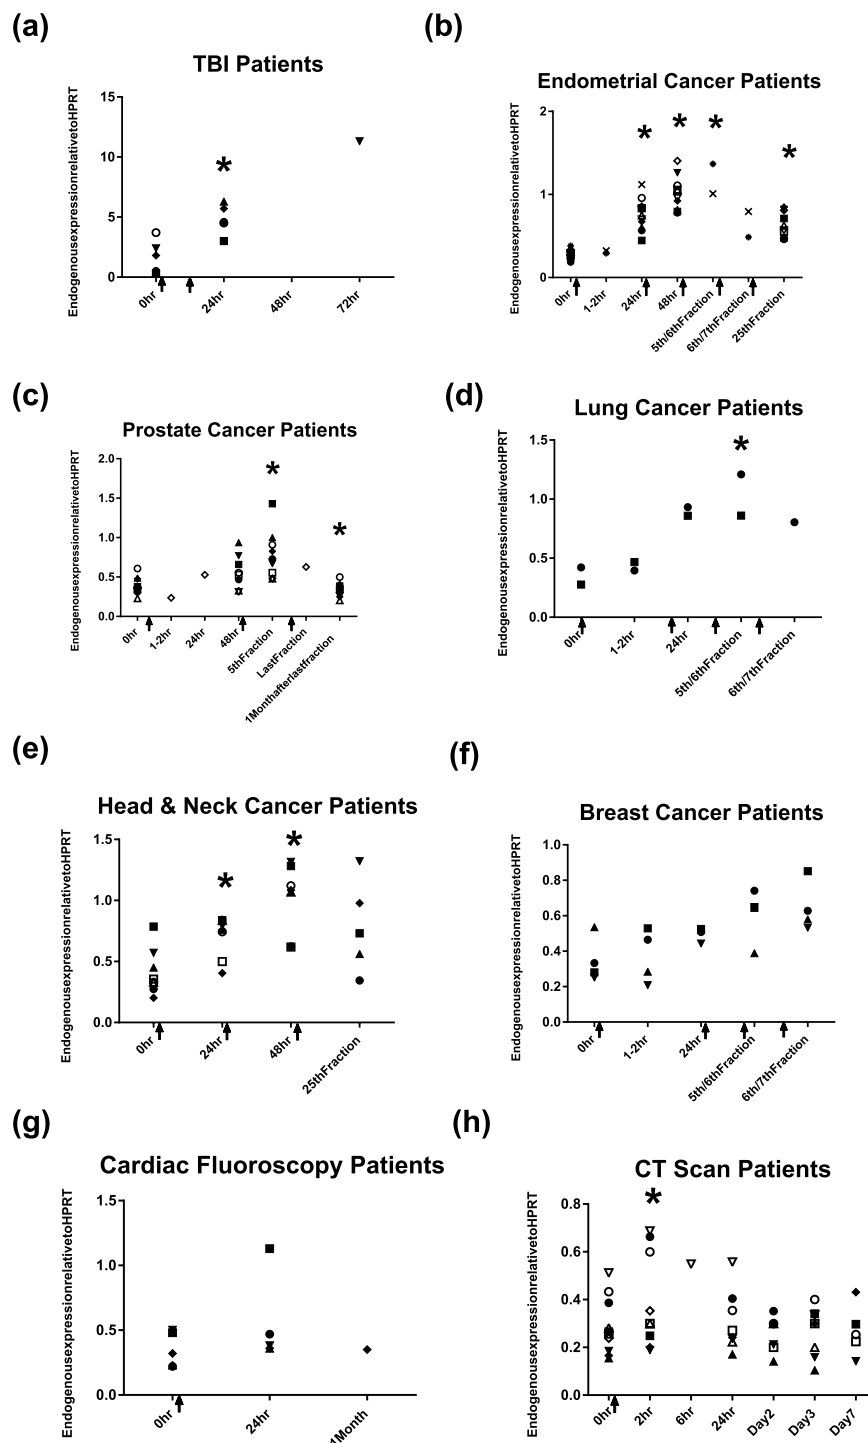 (a)
TBI Patients
EndogenousexpressionrelativetoHPRT
15
10
5
0
0hr
24hr
48hr
72hr
(b)
Endometrial Cancer Patients
EndogenousexpressionrelativetoHPRT
2
1
0
0hr
1-2hr
24hr
48hr
5th/6thFraction
6th/7thFraction
25thFraction
(c)
Prostate Cancer Patients
EndogenousexpressionrelativetoHPRT
2.0
1.5
1.0
0.5
0.0
0hr
1-2hr
24hr
48hr
5thFraction
LastFraction
1Monthafterlastfraction
(d)
Lung Cancer Patients
EndogenousexpressionrelativetoHPRT
1.5
1.0
0.5
0.0
0hr
1-2hr
24hr
5th/6thFraction
6th/7thFraction
(e)
Head & Neck Cancer Patients
EndogenousexpressionrelativetoHPRT
1.5
1.0
0.5
0.0
0hr
24hr
48hr
25thFraction
(f)
Breast Cancer Patients
EndogenousexpressionrelativetoHPRT
1.0
0.8
0.6
0.4
0.2
0.0
0hr
1-2hr
24hr
5th/6thFraction
6th/7thFraction
(g)
Cardiac Fluoroscopy Patients
EndogenousexpressionrelativetoHPRT
1.5
1.0
0.5
0.0
0hr
24hr
1Month
(h)
CT Scan Patients
EndogenousexpressionrelativetoHPRT
0.8
0.6
0.4
0.2
0.0
0hr
2hr
6hr
24hr
Day2
Day3
Day7